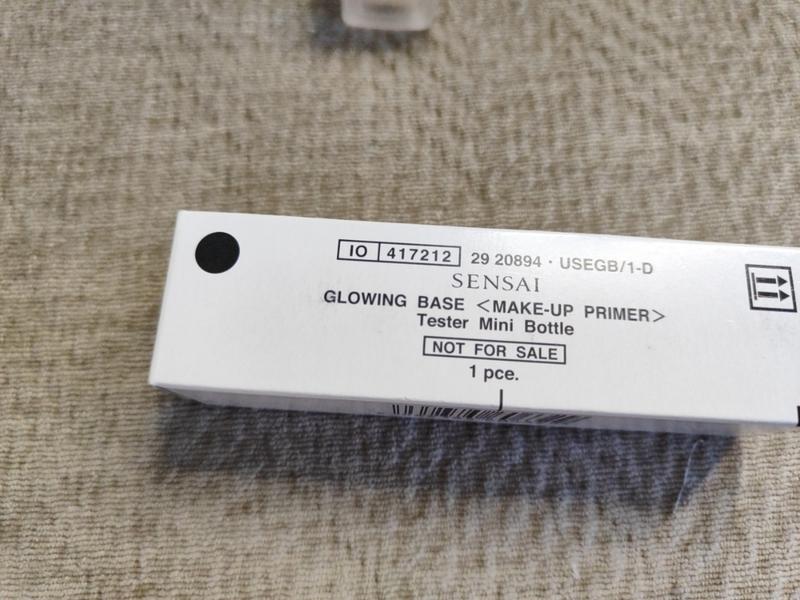 IO 417212 29 20894 · USEGB/1-D
SENSAI
GLOWING BASE <MAKE-UP PRIMER>
Tester Mini Bottle
NOT FOR SALE
1 pce.